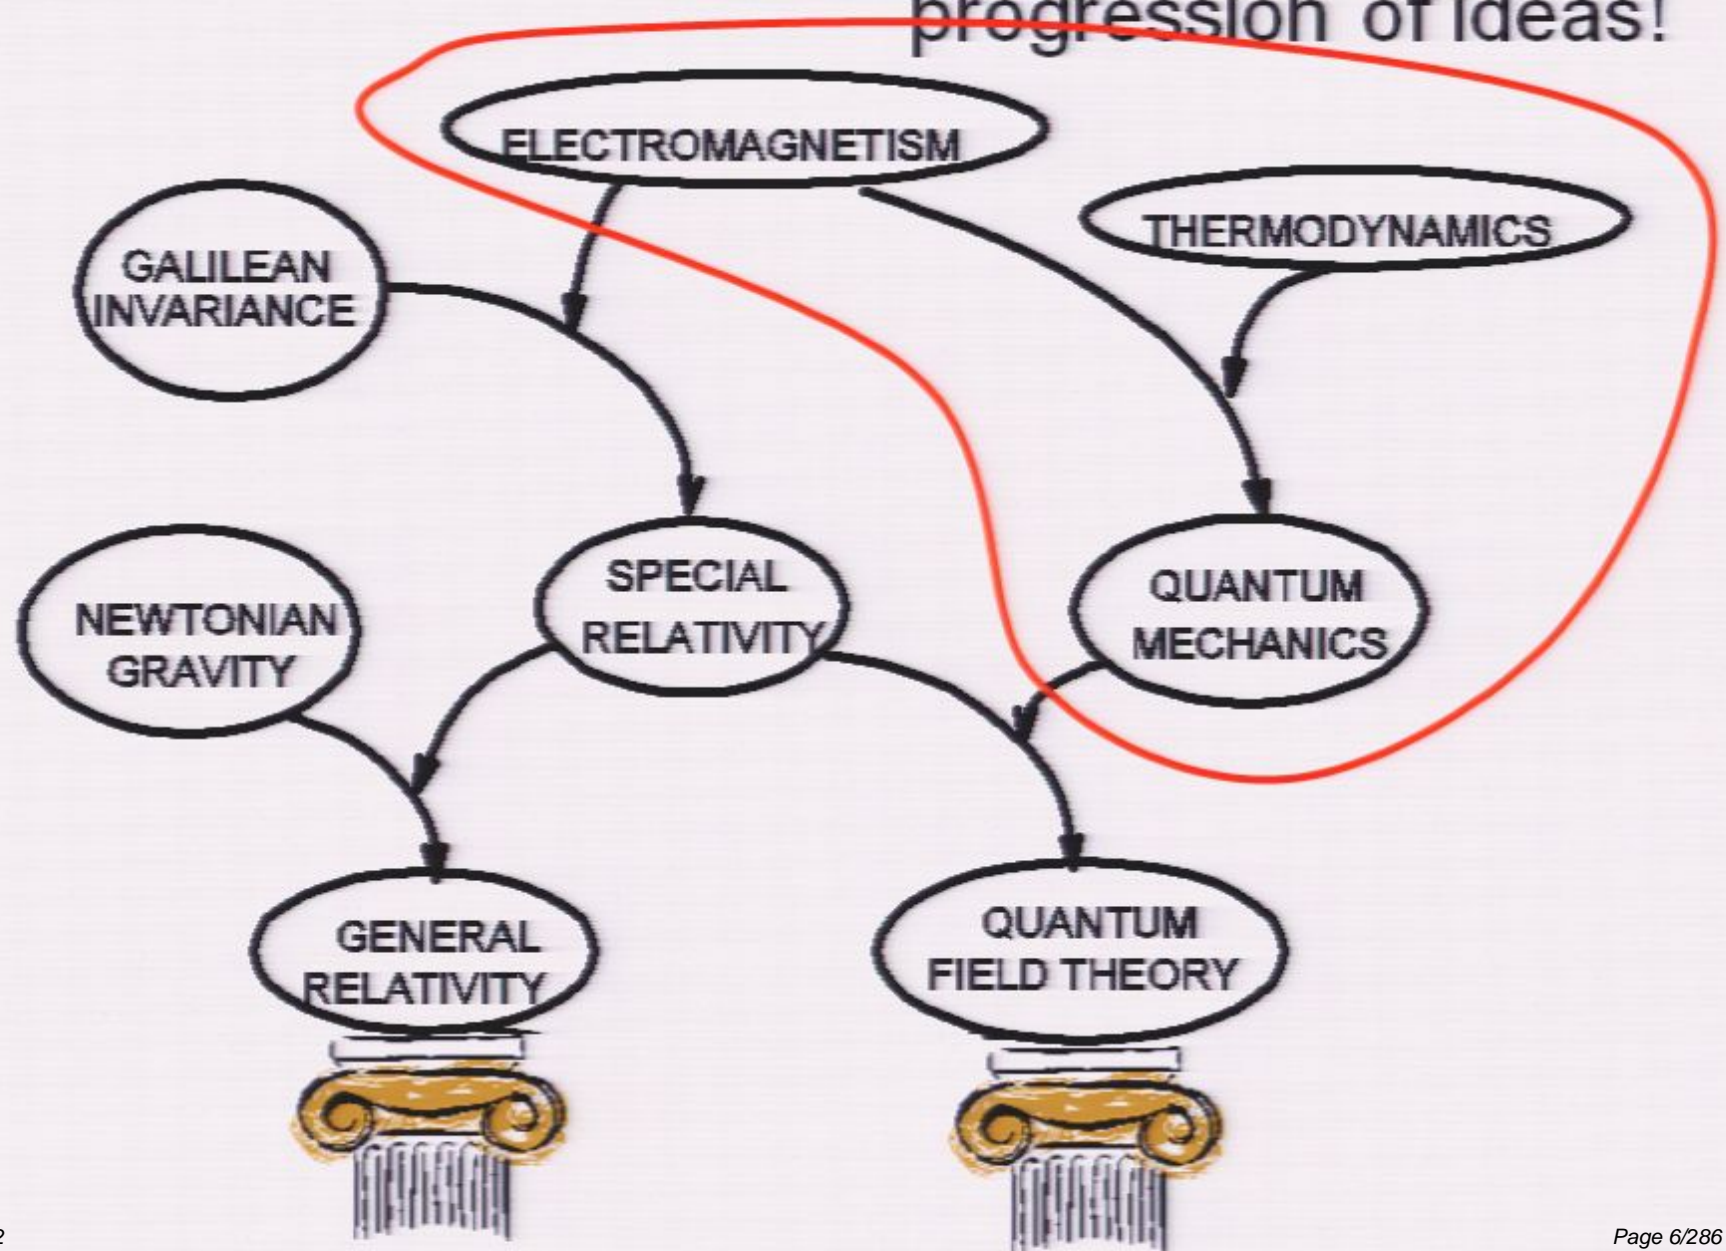 progression of ideas!
ELECTROMAGNETISM
THERMODYNAMICS
GALILEAN
INVARIANCE
SPECIAL
RELATIVITY
QUANTUM
MECHANICS
NEWTONIAN
GRAVITY
GENERAL
RELATIVITY
QUANTUM
FIELD THEORY
2
Page 6/286